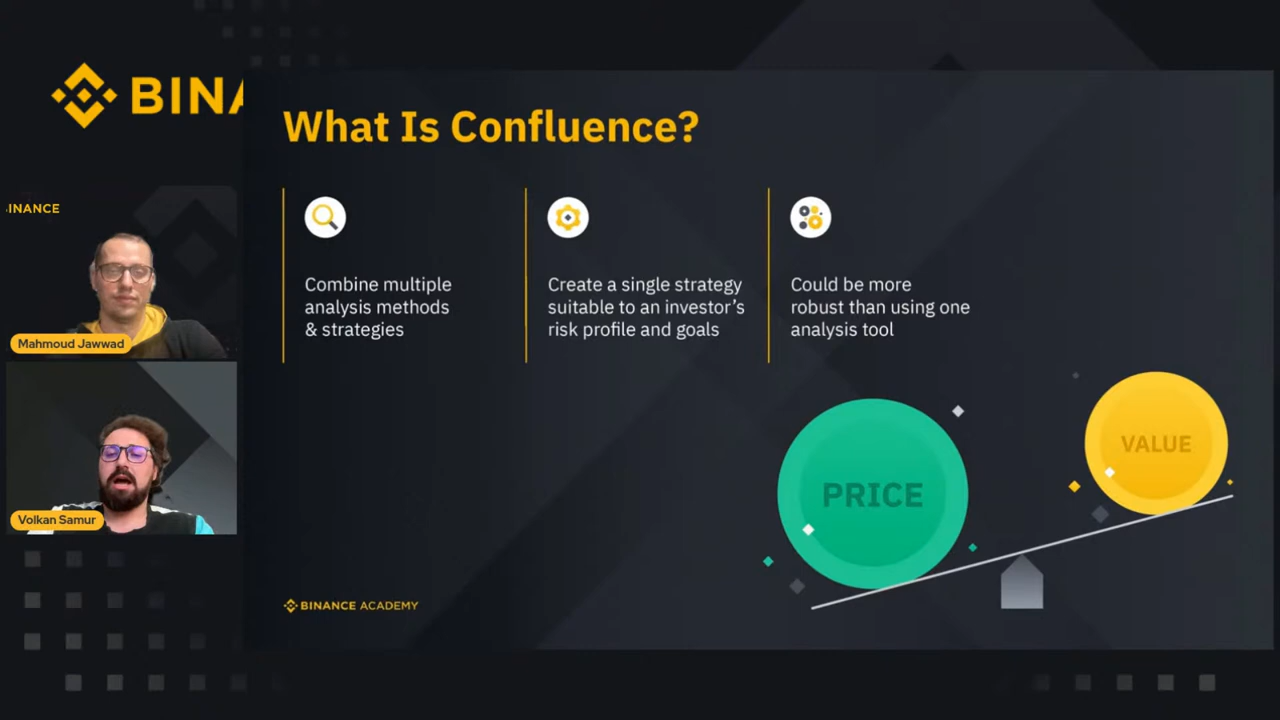 BINA
What Is Confluence?
INANCE
Mahmoud Jawwad
Volkan Samur
Combine multiple
analysis methods
& strategies
Create a single strategy
suitable to an investor's
risk profile and goals
Could be more
robust than using one
analysis tool
PRICE
VALUE
BINANCE ACADEMY